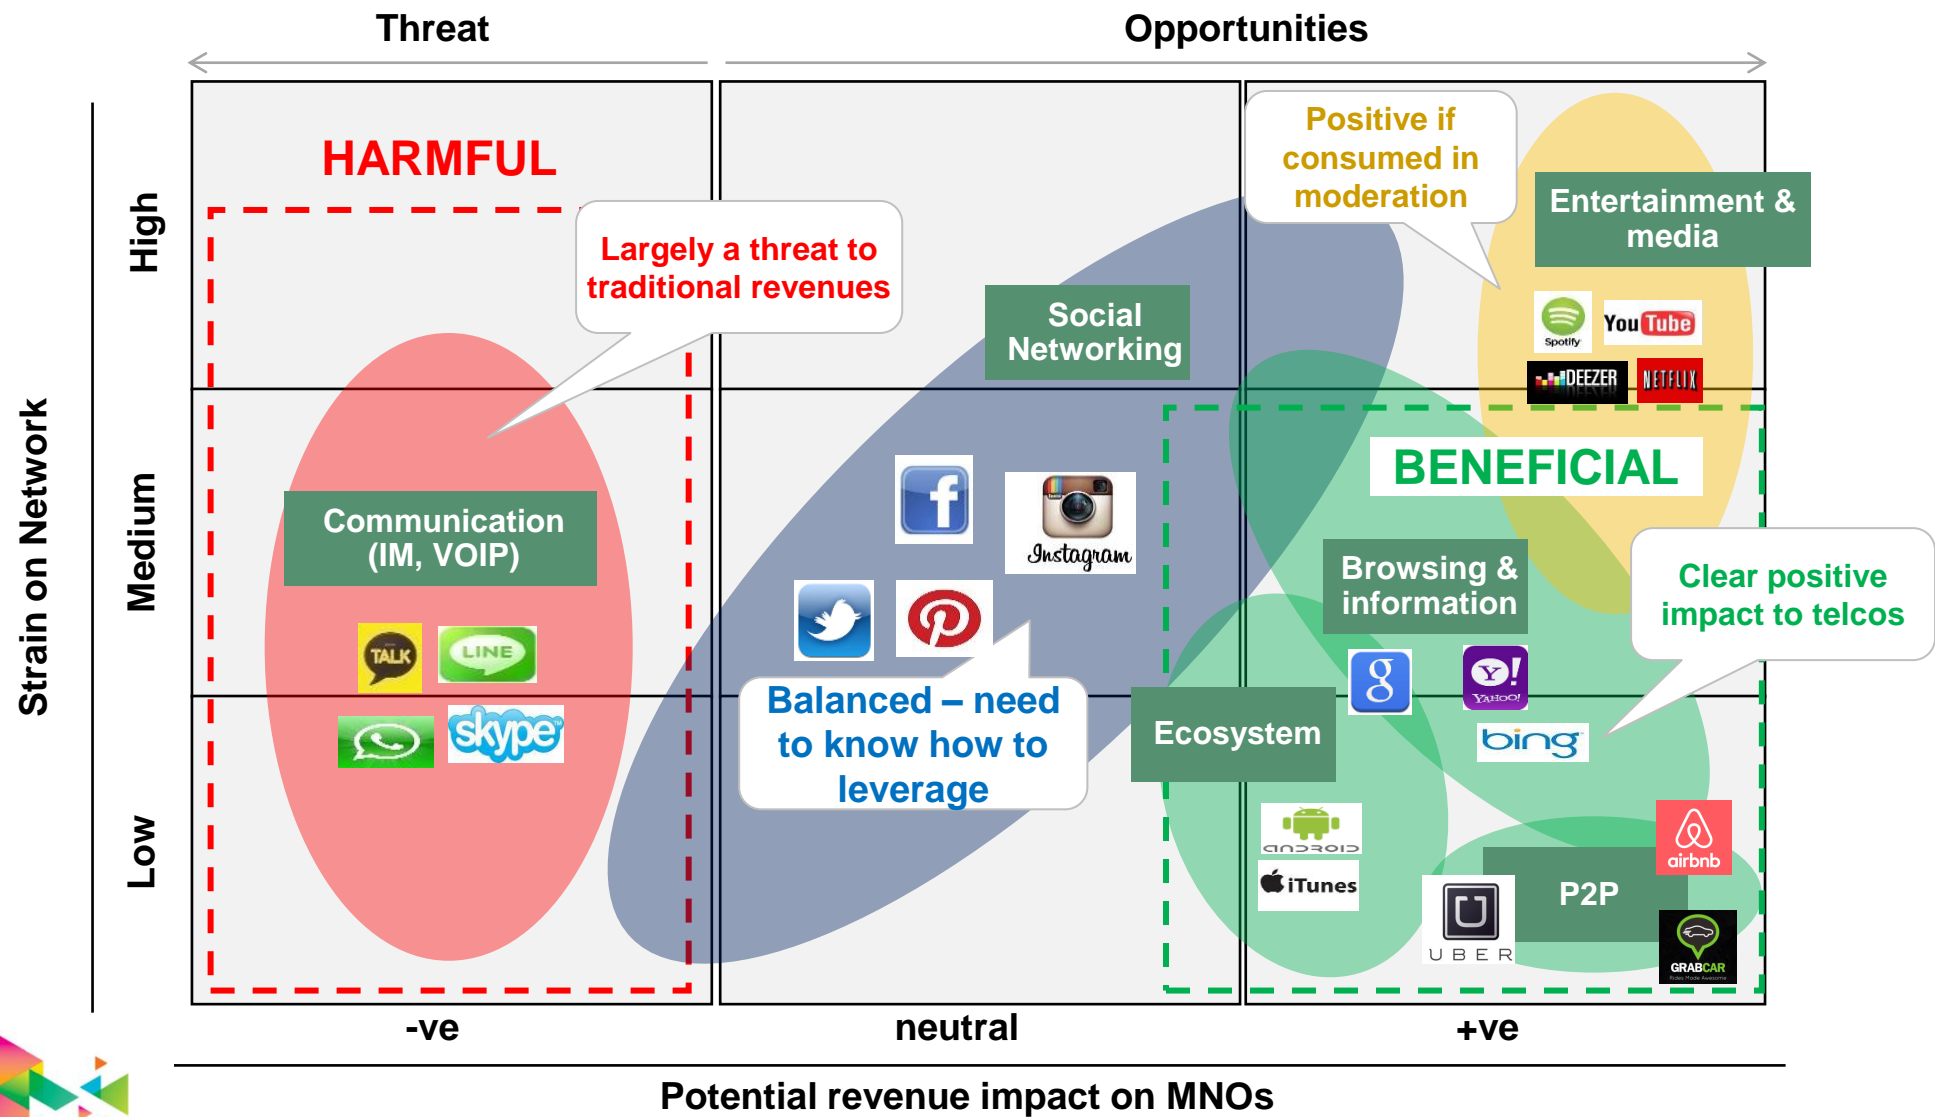 Threat
Opportunities
HARMFUL
Largely a threat to
traditional revenues
Positive if
consumed in
moderation
Entertainment &
media
Spotify
YouTube
DEEZER
NETFLIX
Social
Networking
BENEFICIAL
Communication
(IM, VOIP)
TALK
LINE
skype
f
Instagram
Browsing &
information
g
Y!
YAHOO!
bing
Clear positive
impact to telcos
Balanced – need
to know how to
leverage
Ecosystem
android
iTunes
P2P
UBER
airbnb
GRABCAR
Rides Made Awesome
High
Medium
Low
Strain on Network
-ve
neutral
+ve
Potential revenue impact on MNOs